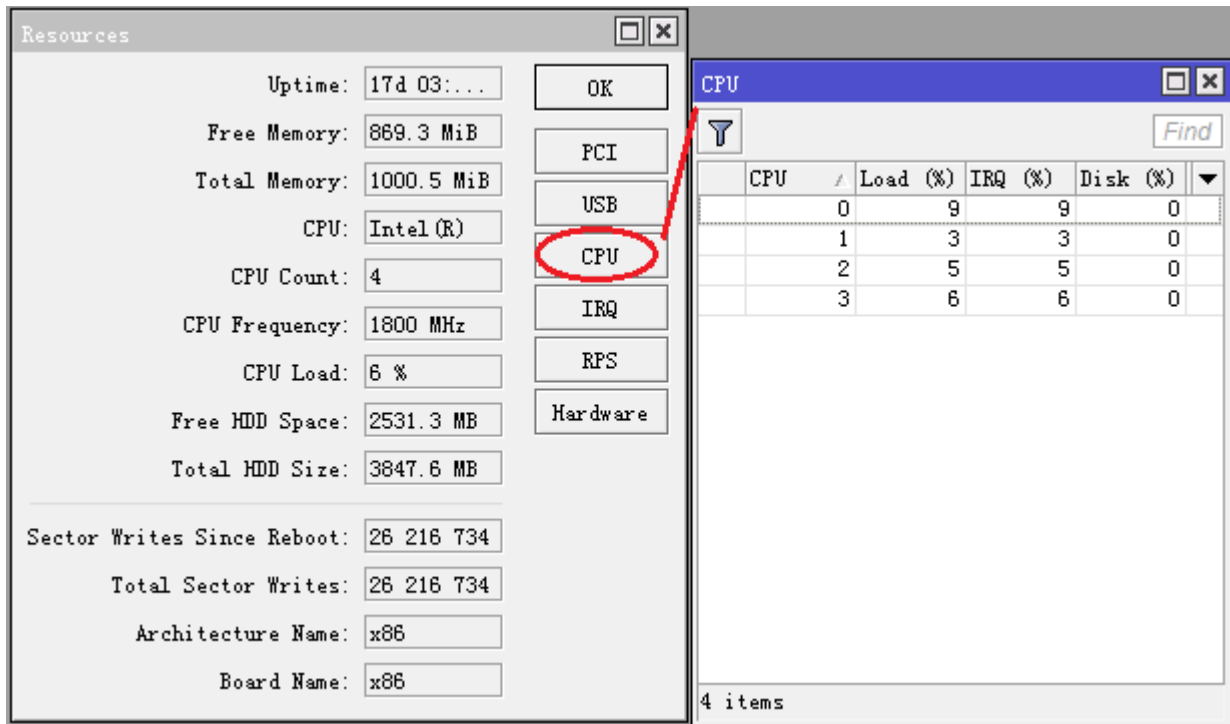 Resources
Uptime: 17d 03:...
Free Memory: 869.3 MiB
Total Memory: 1000.5 MiB
CPU: Intel(R)
CPU Count: 4
CPU Frequency: 1800 MHz
CPU Load: 6 %
Free HDD Space: 2531.3 MB
Total HDD Size: 3847.6 MB
Sector Writes Since Reboot: 26 216 734
Total Sector Writes: 26 216 734
Architecture Name: x86
Board Name: x86
OK
PCI
USB
CPU
IRQ
RPS
Hardware
CPU
Find
CPU Load (%) IRQ (%) Disk (%)
0 9 9 0
1 3 3 0
2 5 5 0
3 6 6 0
4 items